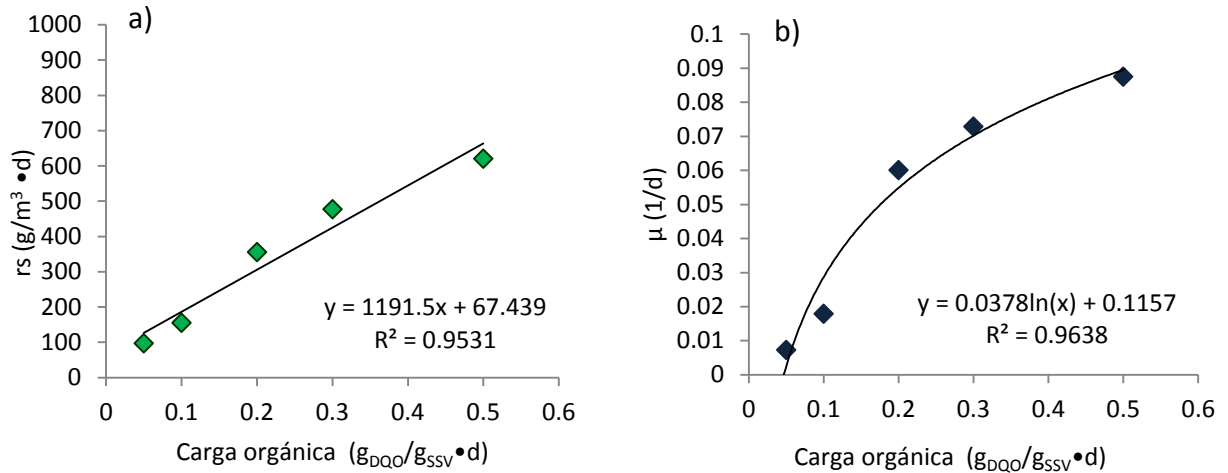 a)
1000
900
800
700
600
500
400
300
200
100
0
rs (g/m³ •d)
y = 1191.5x + 67.439
R² = 0.9531
0 0.1 0.2 0.3 0.4 0.5 0.6
Carga orgánica (gDQO/gSSV•d)
b)
0.1
0.09
0.08
0.07
0.06
0.05
0.04
0.03
0.02
0.01
0
µ (1/d)
y = 0.0378ln(x) + 0.1157
R² = 0.9638
0 0.1 0.2 0.3 0.4 0.5 0.6
Carga orgánica (gDQO/gSSV•d)